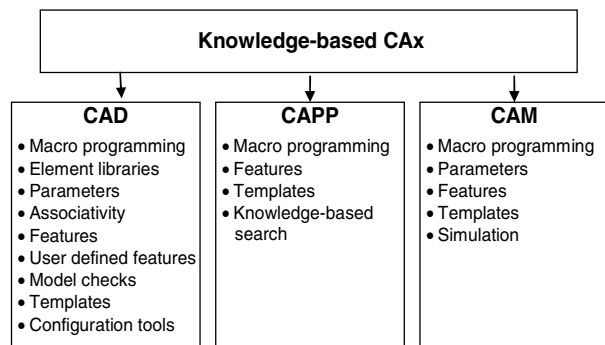 Knowledge-based CAx
CAD
• Macro programming
• Element libraries
• Parameters
• Associativity
• Features
• User defined features
• Model checks
• Templates
• Configuration tools
CAPP
• Macro programming
• Features
• Templates
• Knowledge-based
search
CAM
• Macro programming
• Parameters
• Features
• Templates
• Simulation